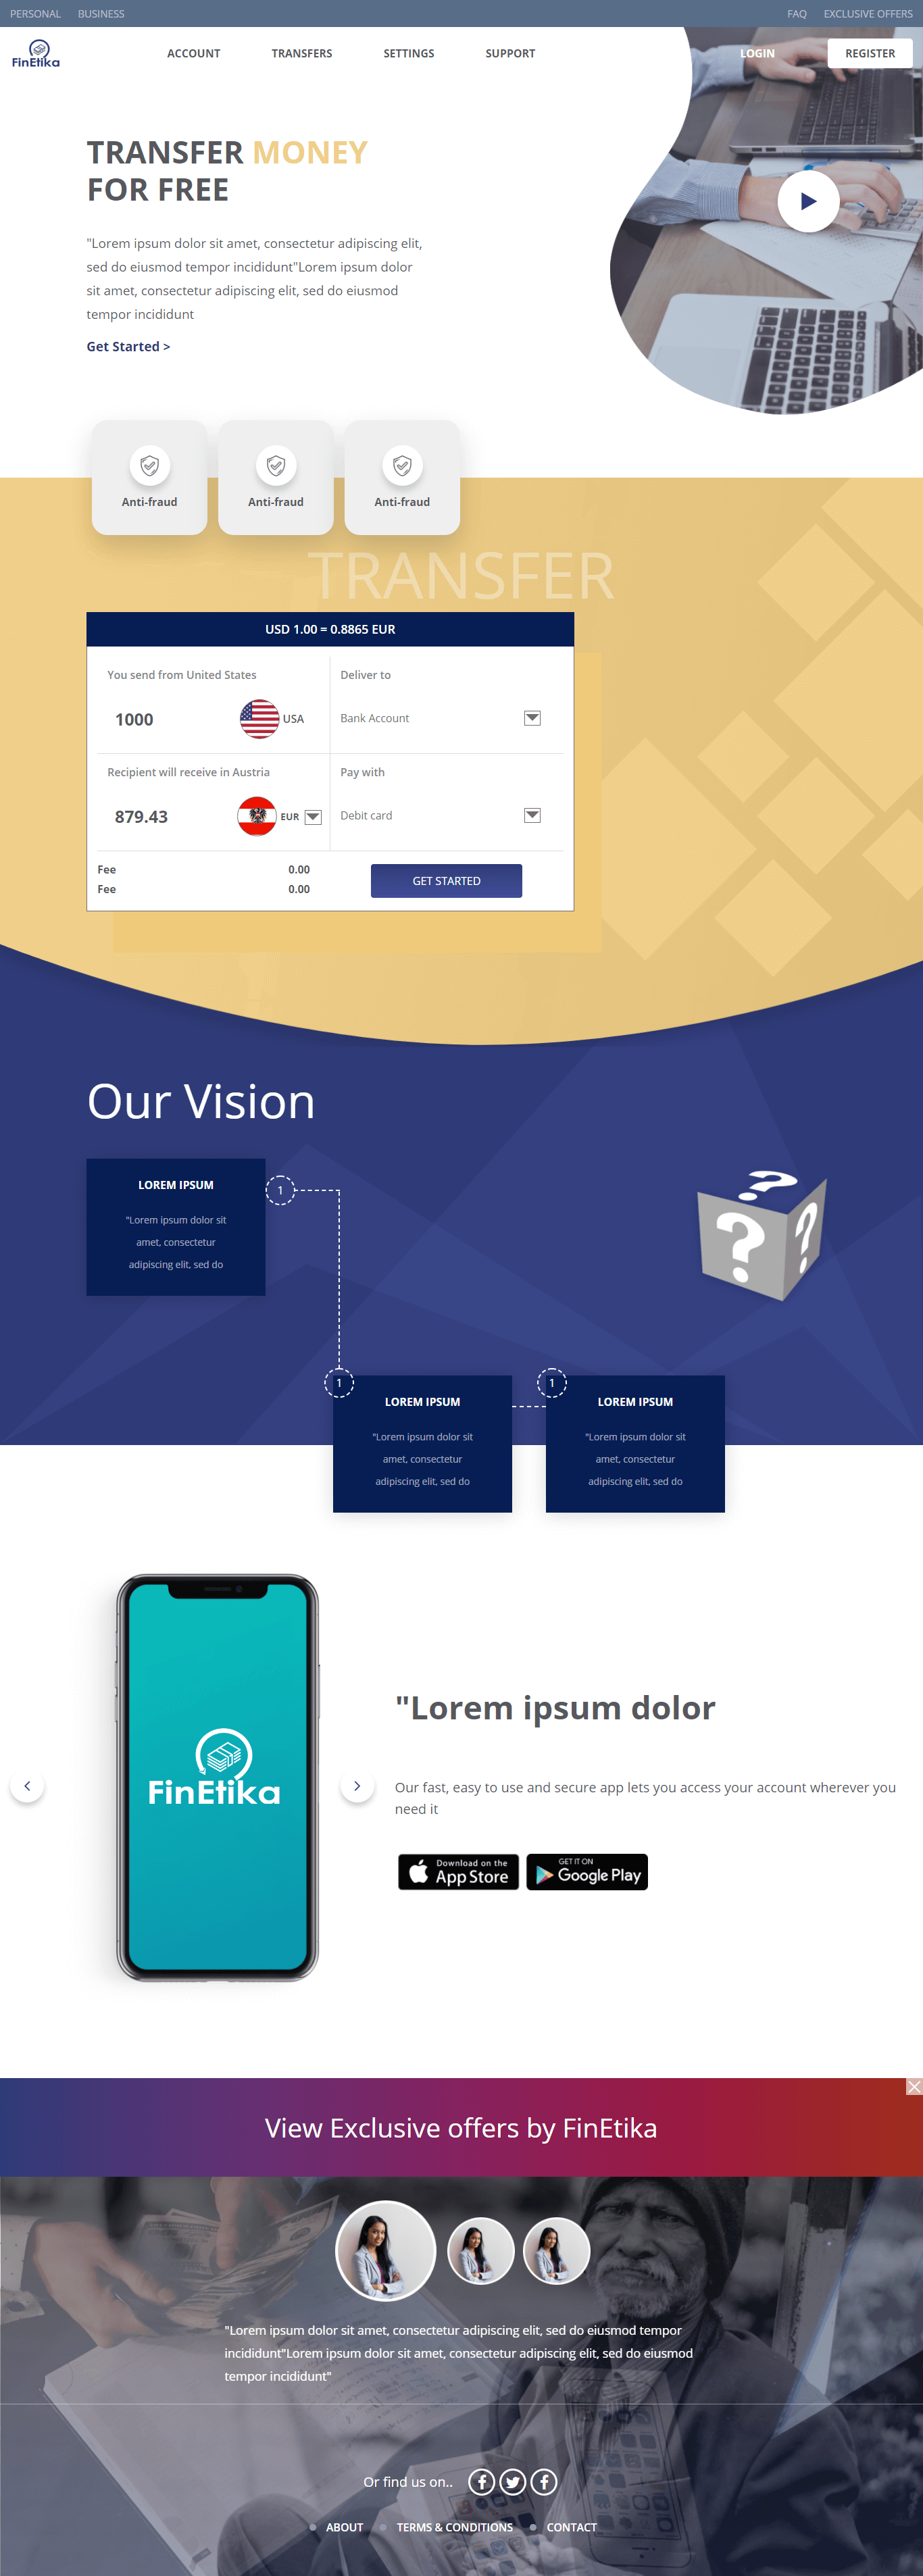 PERSONAL BUSINESS FAQ EXCLUSIVE OFFERS
FinEtika ACCOUNT TRANSFERS SETTINGS SUPPORT LOGIN REGISTER
TRANSFER MONEY
FOR FREE
"Lorem ipsum dolor sit amet, consectetur adipiscing elit,
sed do eiusmod tempor incididunt"Lorem ipsum dolor
sit amet, consectetur adipiscing elit, sed do eiusmod
tempor incididunt
Get Started >
Anti-fraud Anti-fraud Anti-fraud
TRANSFER
USD 1.00 = 0.8865 EUR
You send from United States Deliver to
1000 USA Bank Account
Recipient will receive in Austria Pay with
879.43 EUR Debit card
Fee 0.00
Fee 0.00
GET STARTED
Our Vision
LOREM IPSUM
1
"Lorem ipsum dolor sit
amet, consectetur
adipiscing elit, sed do
? ? ?
1
LOREM IPSUM
"Lorem ipsum dolor sit
amet, consectetur
adipiscing elit, sed do
1
LOREM IPSUM
"Lorem ipsum dolor sit
amet, consectetur
adipiscing elit, sed do
FinEtika
"Lorem ipsum dolor
Our fast, easy to use and secure app lets you access your account wherever you
need it
Download on the
App Store
GET IT ON
Google Play
View Exclusive offers by FinEtika
"Lorem ipsum dolor sit amet, consectetur adipiscing elit, sed do eiusmod tempor
incididunt"Lorem ipsum dolor sit amet, consectetur adipiscing elit, sed do eiusmod
tempor incididunt"
Or find us on..
ABOUT TERMS & CONDITIONS CONTACT